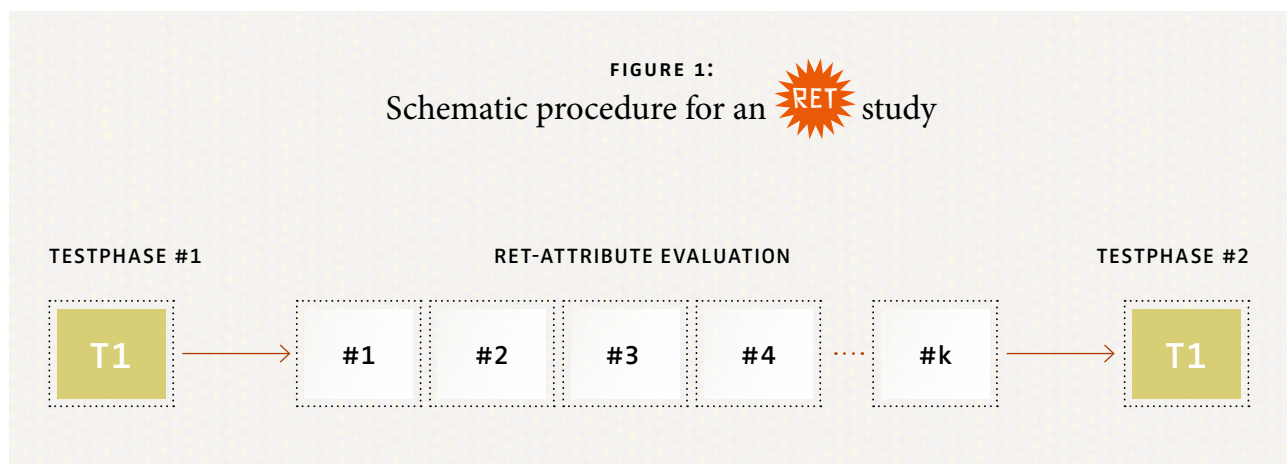 FIGURE 1:
Schematic procedure for an RET study
TESTPHASE #1
RET-ATTRIBUTE EVALUATION
TESTPHASE #2
T1
#1
#2
#3
#4
#k
T1